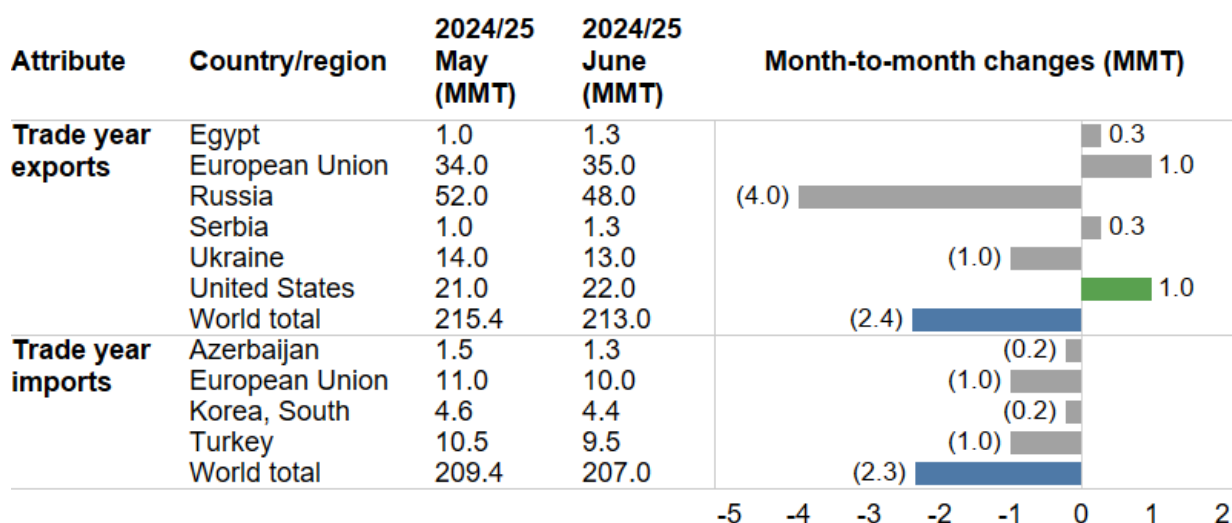 Attribute Country/region 2024/25 May (MMT) 2024/25 June (MMT) Month-to-month changes (MMT)
Trade year exports Egypt 1.0 1.3 0.3
European Union 34.0 35.0 1.0
Russia 52.0 48.0 (4.0)
Serbia 1.0 1.3 0.3
Ukraine 14.0 13.0 (1.0)
United States 21.0 22.0 1.0
World total 215.4 213.0 (2.4)
Trade year imports Azerbaijan 1.5 1.3 (0.2)
European Union 11.0 10.0 (1.0)
Korea, South 4.6 4.4 (0.2)
Turkey 10.5 9.5 (1.0)
World total 209.4 207.0 (2.3)
-5 -4 -3 -2 -1 0 1 2